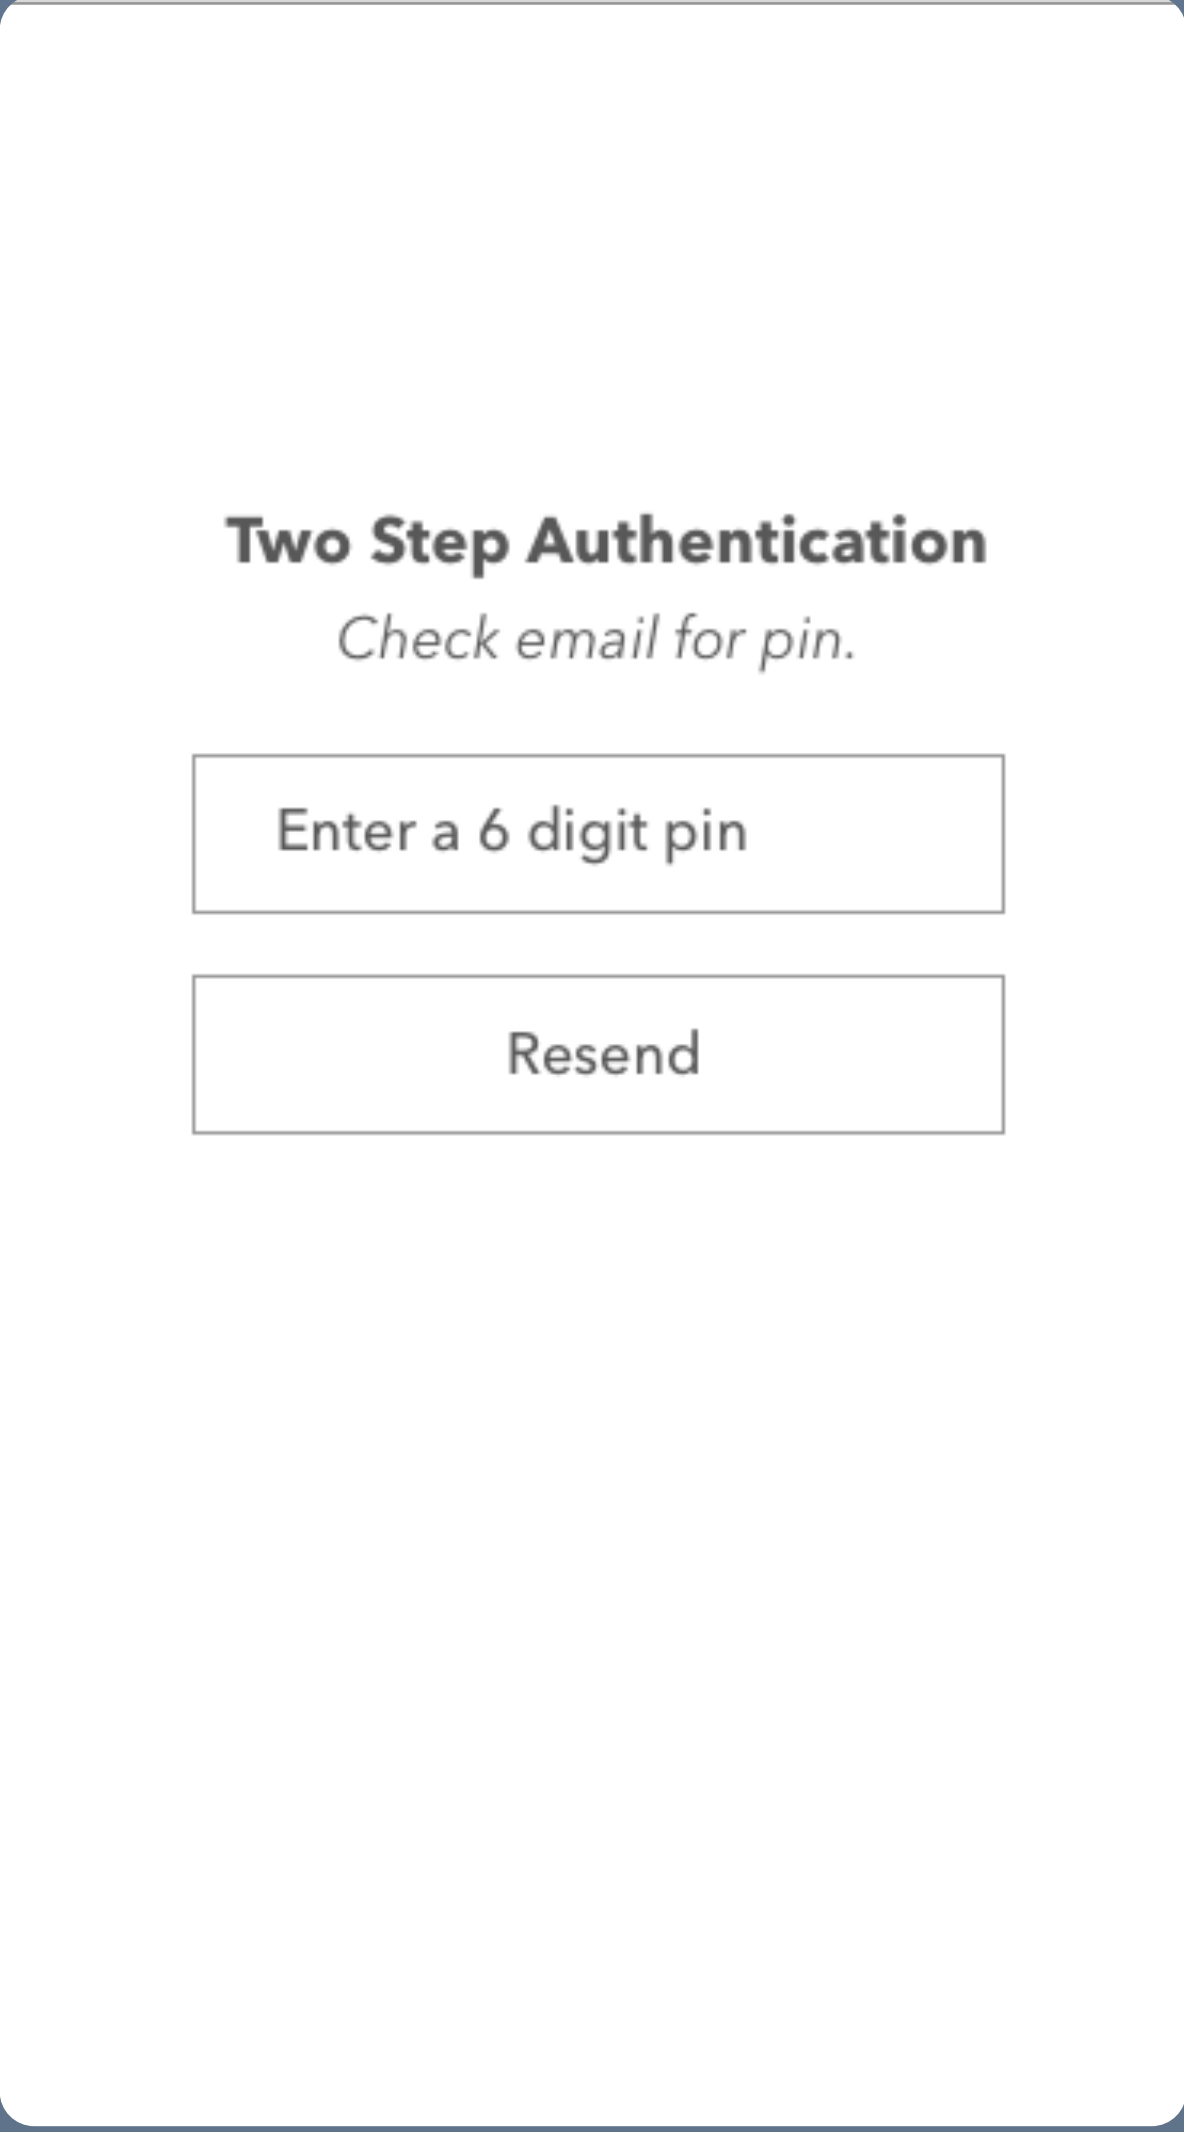 Two Step Authentication
Check email for pin.
Enter a 6 digit pin
Resend